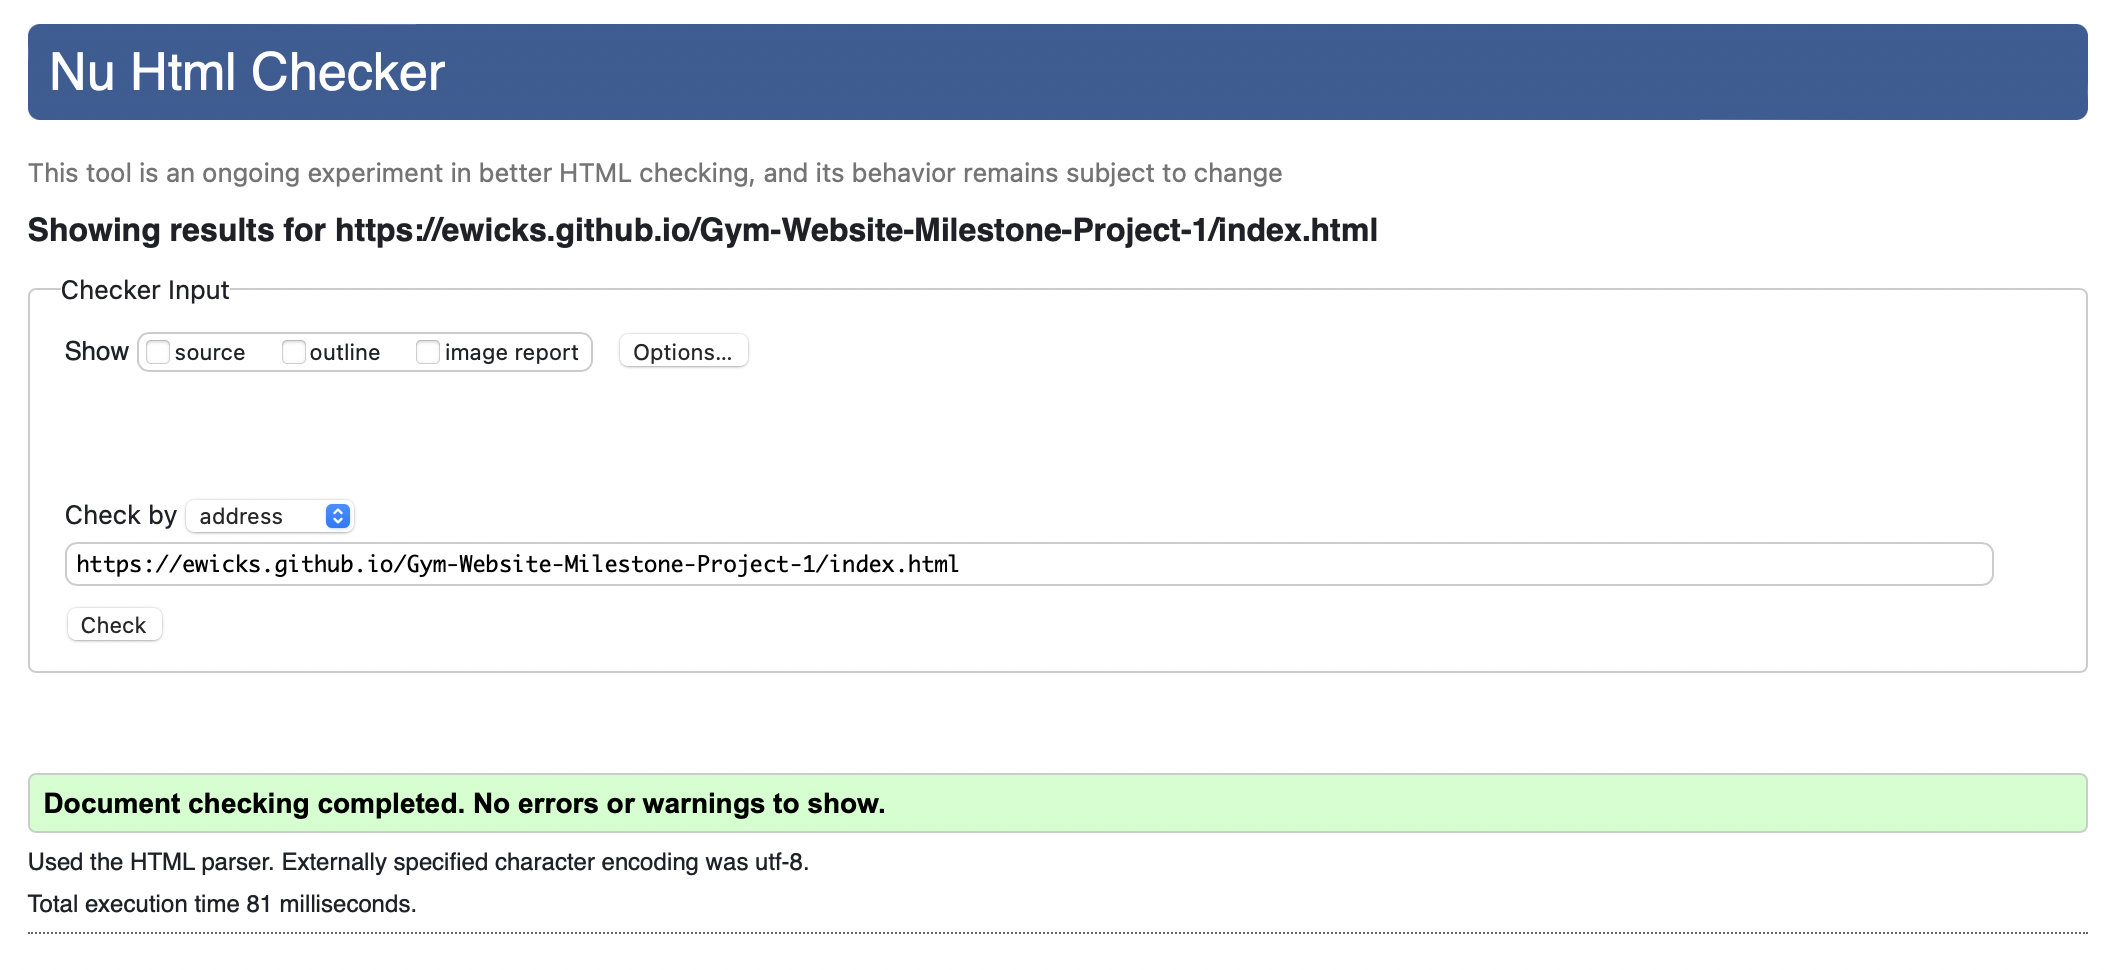 Nu Html Checker
This tool is an ongoing experiment in better HTML checking, and its behavior remains subject to change
Showing results for https://ewicks.github.io/Gym-Website-Milestone-Project-1/index.html
Checker Input
Show source outline image report Options...
Check by address
https://ewicks.github.io/Gym-Website-Milestone-Project-1/index.html
Check
Document checking completed. No errors or warnings to show.
Used the HTML parser. Externally specified character encoding was utf-8.
Total execution time 81 milliseconds.